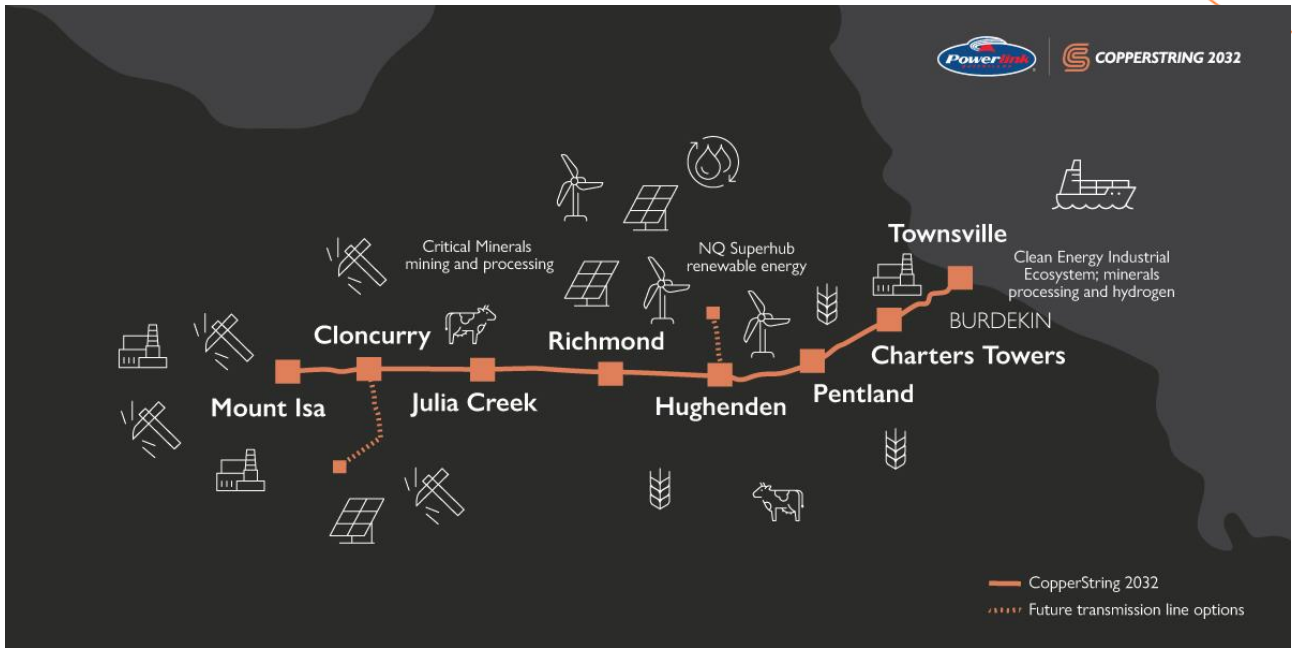 Powerlink
COPPERSTRING 2032
Townsville
Critical Minerals
mining and processing
NQ Superhub
renewable energy
Clean Energy Industrial
Ecosystem; minerals
processing and hydrogen
BURDEKIN
Cloncurry
Richmond
Charters Towers
Mount Isa
Julia Creek
Hughenden
Pentland
CopperString 2032
Future transmission line options